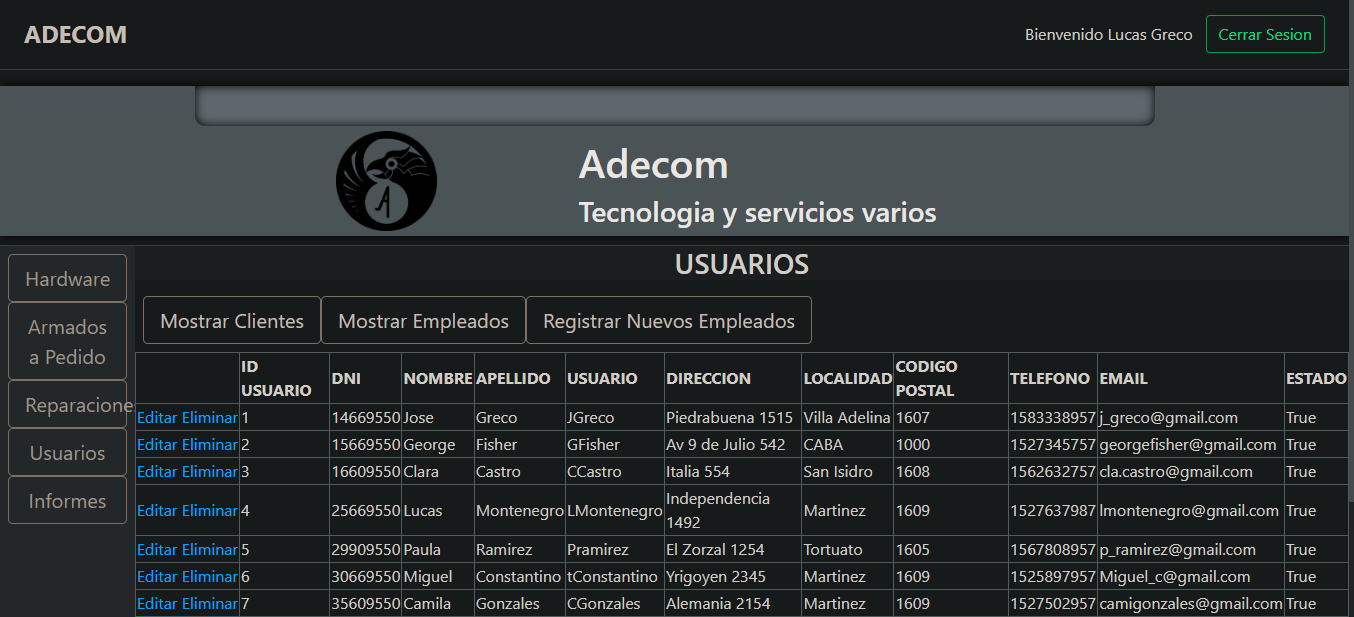 ADECOM
Bienvenido Lucas Greco
Cerrar Sesion
A
Adecom
Tecnologia y servicios varios
Hardware
Armados
a Pedido
Reparacione
Usuarios
Informes
USUARIOS
Mostrar Clientes Mostrar Empleados Registrar Nuevos Empleados
ID USUARIO DNI NOMBRE APELLIDO USUARIO DIRECCION LOCALIDAD CODIGO POSTAL TELEFONO EMAIL ESTADO
Editar Eliminar 1 14669550 Jose Greco JGreco Piedrabuena 1515 Villa Adelina 1607 1583338957 j_greco@gmail.com True
Editar Eliminar 2 15669550 George Fisher GFisher Av 9 de Julio 542 CABA 1000 1527345757 georgefisher@gmail.com True
Editar Eliminar 3 16609550 Clara Castro CCastro Italia 554 San Isidro 1608 1562632757 cla.castro@gmail.com True
Editar Eliminar 4 25669550 Lucas Montenegro LMontenegro Independencia 1492 Martinez 1609 1527637987 lmontenegro@gmail.com True
Editar Eliminar 5 29909550 Paula Ramirez Pramirez El Zorzal 1254 Tortuato 1605 1567808957 p_ramirez@gmail.com True
Editar Eliminar 6 30669550 Miguel Constantino tConstantino Yrigoyen 2345 Martinez 1609 1525897957 Miguel_c@gmail.com True
Editar Eliminar 7 35609550 Camila Gonzales CGonzales Alemania 2154 Martinez 1609 1527502957 camigonzales@gmail.com True